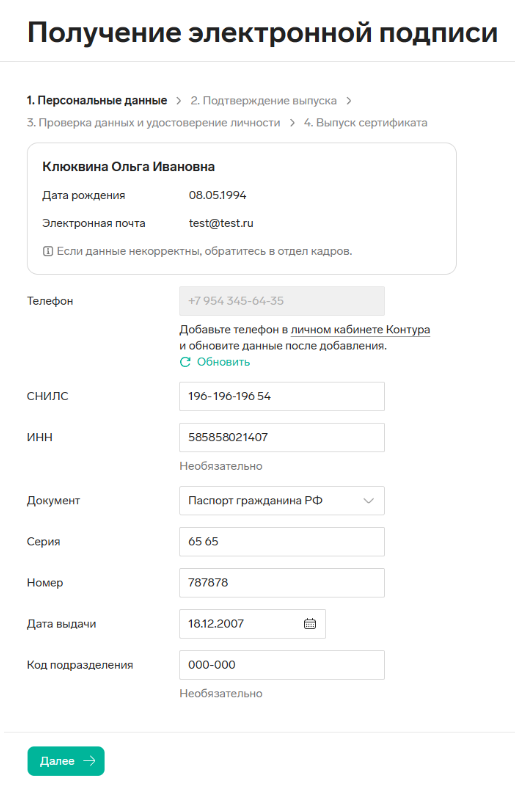 Получение электронной подписи
1. Персональные данные > 2. Подтверждение выпуска >
3. Проверка данных и удостоверение личности > 4. Выпуск сертификата
Клюквина Ольга Ивановна
Дата рождения 08.05.1994
Электронная почта test@test.ru
Если данные некорректны, обратитесь в отдел кадров.
Телефон +7 954 345-64-35
Добавьте телефон в личном кабинете Контура
и обновите данные после добавления.
Обновить
СНИЛС 196-196-196 54
ИНН 585858021407
Необязательно
Документ Паспорт гражданина РФ
Серия 65 65
Номер 787878
Дата выдачи 18.12.2007
Код подразделения 000-000
Необязательно
Далее →